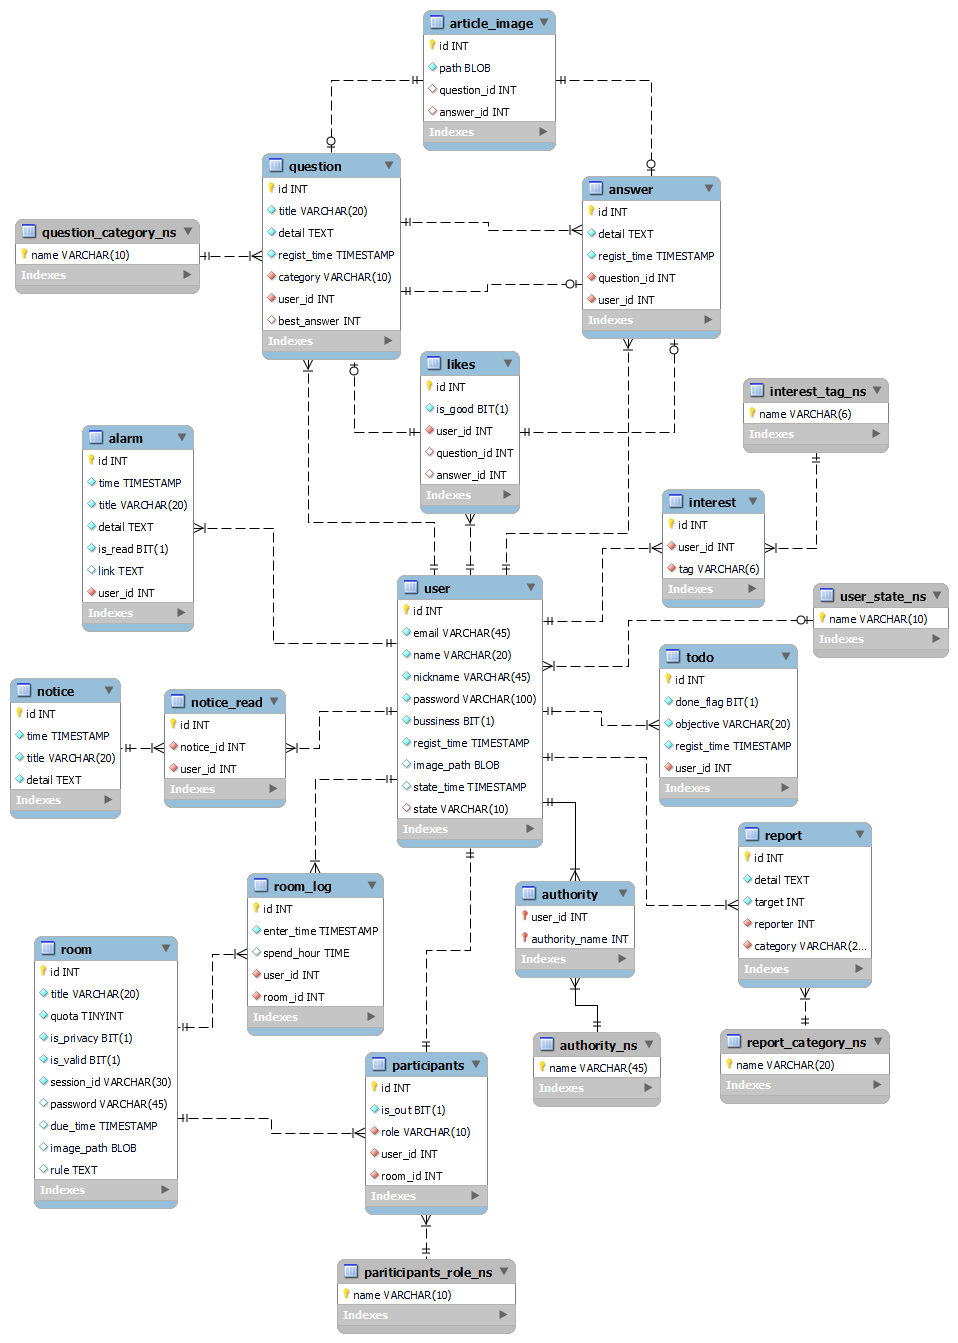 article_image
id INT
path BLOB
question_id INT
answer_id INT
Indexes
question
id INT
title VARCHAR(20)
detail TEXT
regist_time TIMESTAMP
category VARCHAR(10)
user_id INT
best_answer INT
Indexes
answer
id INT
detail TEXT
regist_time TIMESTAMP
question_id INT
user_id INT
Indexes
question_category_ns
name VARCHAR(10)
Indexes
likes
id INT
is_good BIT(1)
user_id INT
question_id INT
answer_id INT
Indexes
interest_tag_ns
name VARCHAR(6)
Indexes
alarm
id INT
time TIMESTAMP
title VARCHAR(20)
detail TEXT
is_read BIT(1)
link TEXT
user_id INT
Indexes
interest
id INT
user_id INT
tag VARCHAR(6)
Indexes
user
id INT
email VARCHAR(45)
name VARCHAR(20)
nickname VARCHAR(45)
password VARCHAR(100)
bussiness BIT(1)
regist_time TIMESTAMP
image_path BLOB
state_time TIMESTAMP
state VARCHAR(10)
Indexes
user_state_ns
name VARCHAR(10)
Indexes
todo
id INT
done_flag BIT(1)
objective VARCHAR(20)
regist_time TIMESTAMP
user_id INT
Indexes
notice
id INT
time TIMESTAMP
title VARCHAR(20)
detail TEXT
Indexes
notice_read
id INT
notice_id INT
user_id INT
Indexes
report
id INT
detail TEXT
target INT
reporter INT
category VARCHAR(2...
Indexes
room_log
id INT
enter_time TIMESTAMP
spend_hour TIME
user_id INT
room_id INT
Indexes
authority
user_id INT
authority_name INT
Indexes
room
id INT
title VARCHAR(20)
quota TINYINT
is_privacy BIT(1)
is_valid BIT(1)
session_id VARCHAR(30)
password VARCHAR(45)
due_time TIMESTAMP
image_path BLOB
rule TEXT
Indexes
authority_ns
name VARCHAR(45)
Indexes
report_category_ns
name VARCHAR(20)
Indexes
participants
id INT
is_out BIT(1)
role VARCHAR(10)
user_id INT
room_id INT
Indexes
pariticipants_role_ns
name VARCHAR(10)
Indexes